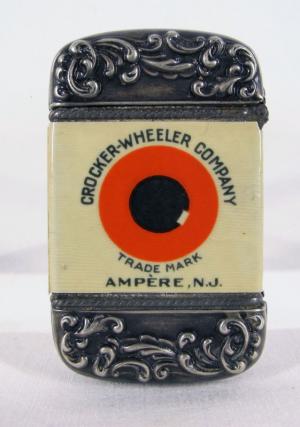 CROCKER-WHEELER COMPANY
TRADE MARK
AMPÈRE, N.J.